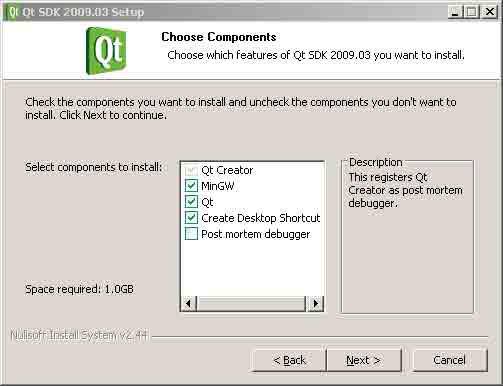 Qt SDK 2009.03 Setup
Qt
Choose Components
Choose which features of Qt SDK 2009.03 you want to install.
Check the components you want to install and uncheck the components you don't want to
install. Click Next to continue.
Select components to install:
Qt Creator
MinGW
Qt
Create Desktop Shortcut
Post mortem debugger
Description
This registers Qt
Creator as post mortem
debugger.
Space required: 1.0GB
Nullsoft Install System v2.44
< Back
Next >
Cancel